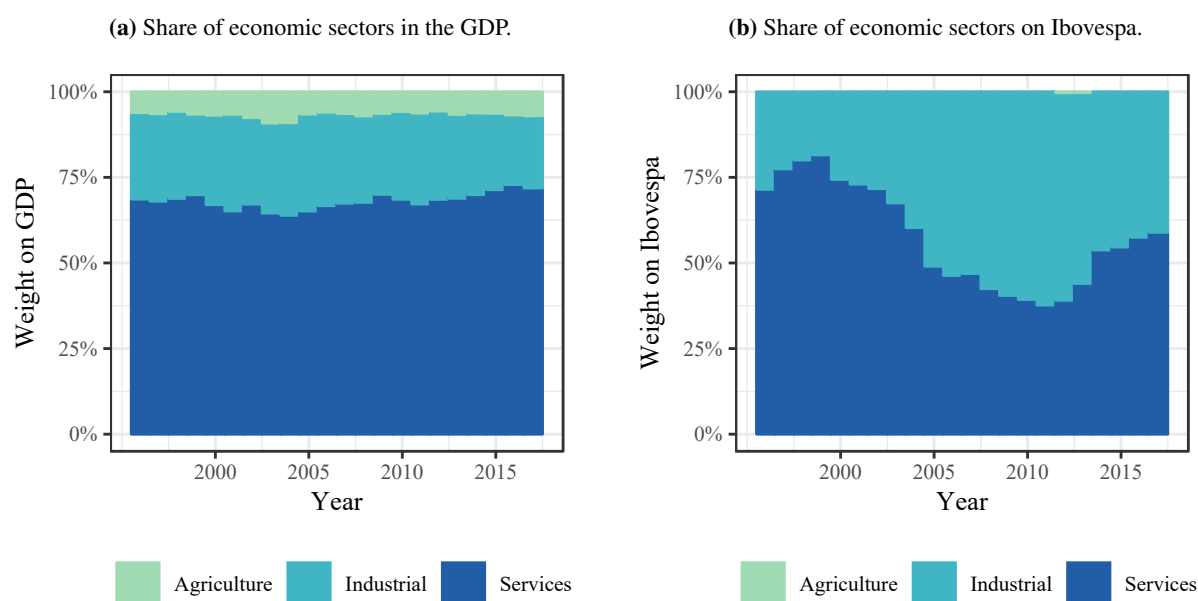 (a) Share of economic sectors in the GDP.
Weight on GDP
100%
75%
50%
25%
0%
2000 2005 2010 2015
Year
Agriculture Industrial Services
(b) Share of economic sectors on Ibovespa.
Weight on Ibovespa
100%
75%
50%
25%
0%
2000 2005 2010 2015
Year
Agriculture Industrial Services